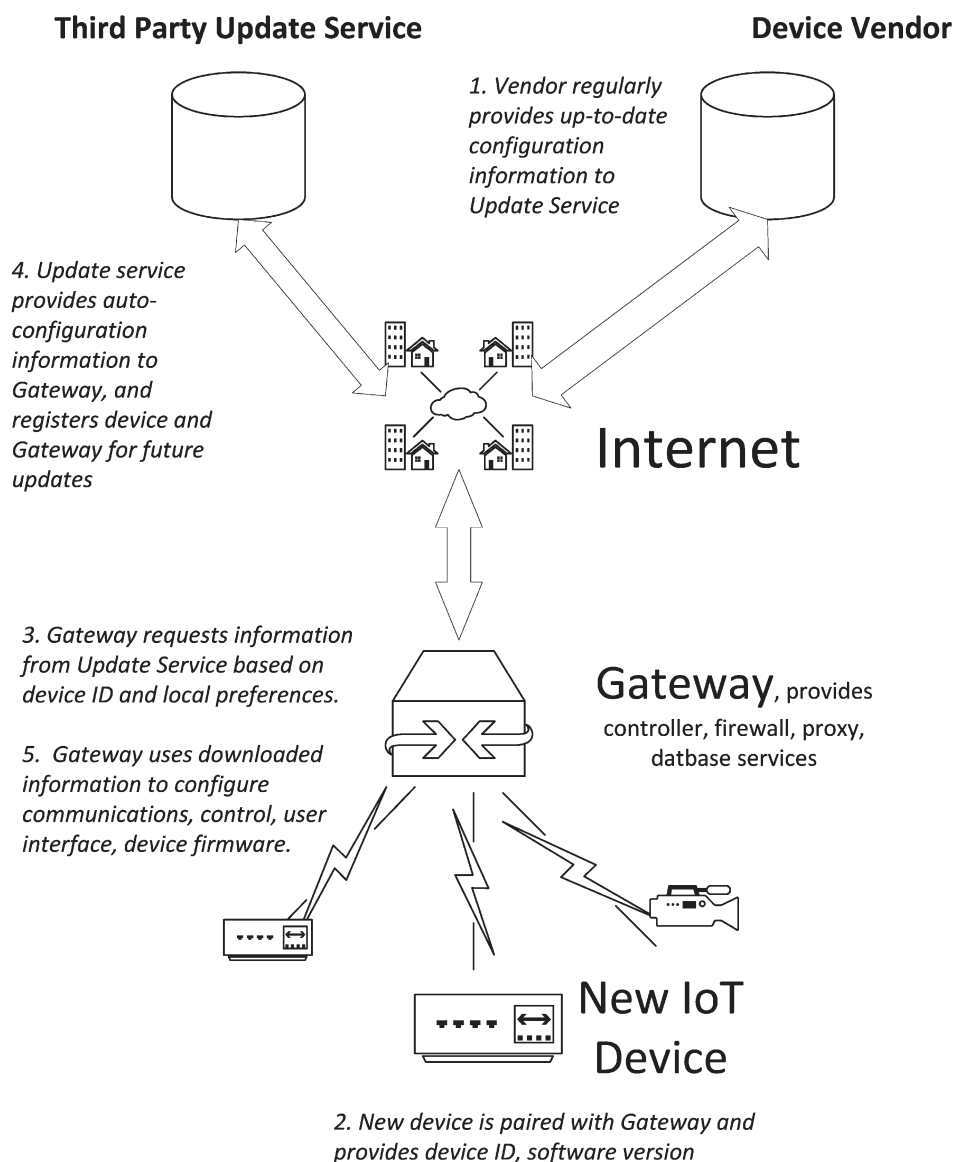 Third Party Update Service
Device Vendor
1. Vendor regularly
provides up-to-date
configuration
information to
Update Service
4. Update service
provides auto-
configuration
information to
Gateway, and
registers device and
Gateway for future
updates
Internet
3. Gateway requests information
from Update Service based on
device ID and local preferences.
Gateway, provides
controller, firewall, proxy,
datbase services
5. Gateway uses downloaded
information to configure
communications, control, user
interface, device firmware.
New IoT
Device
2. New device is paired with Gateway and
provides device ID, software version